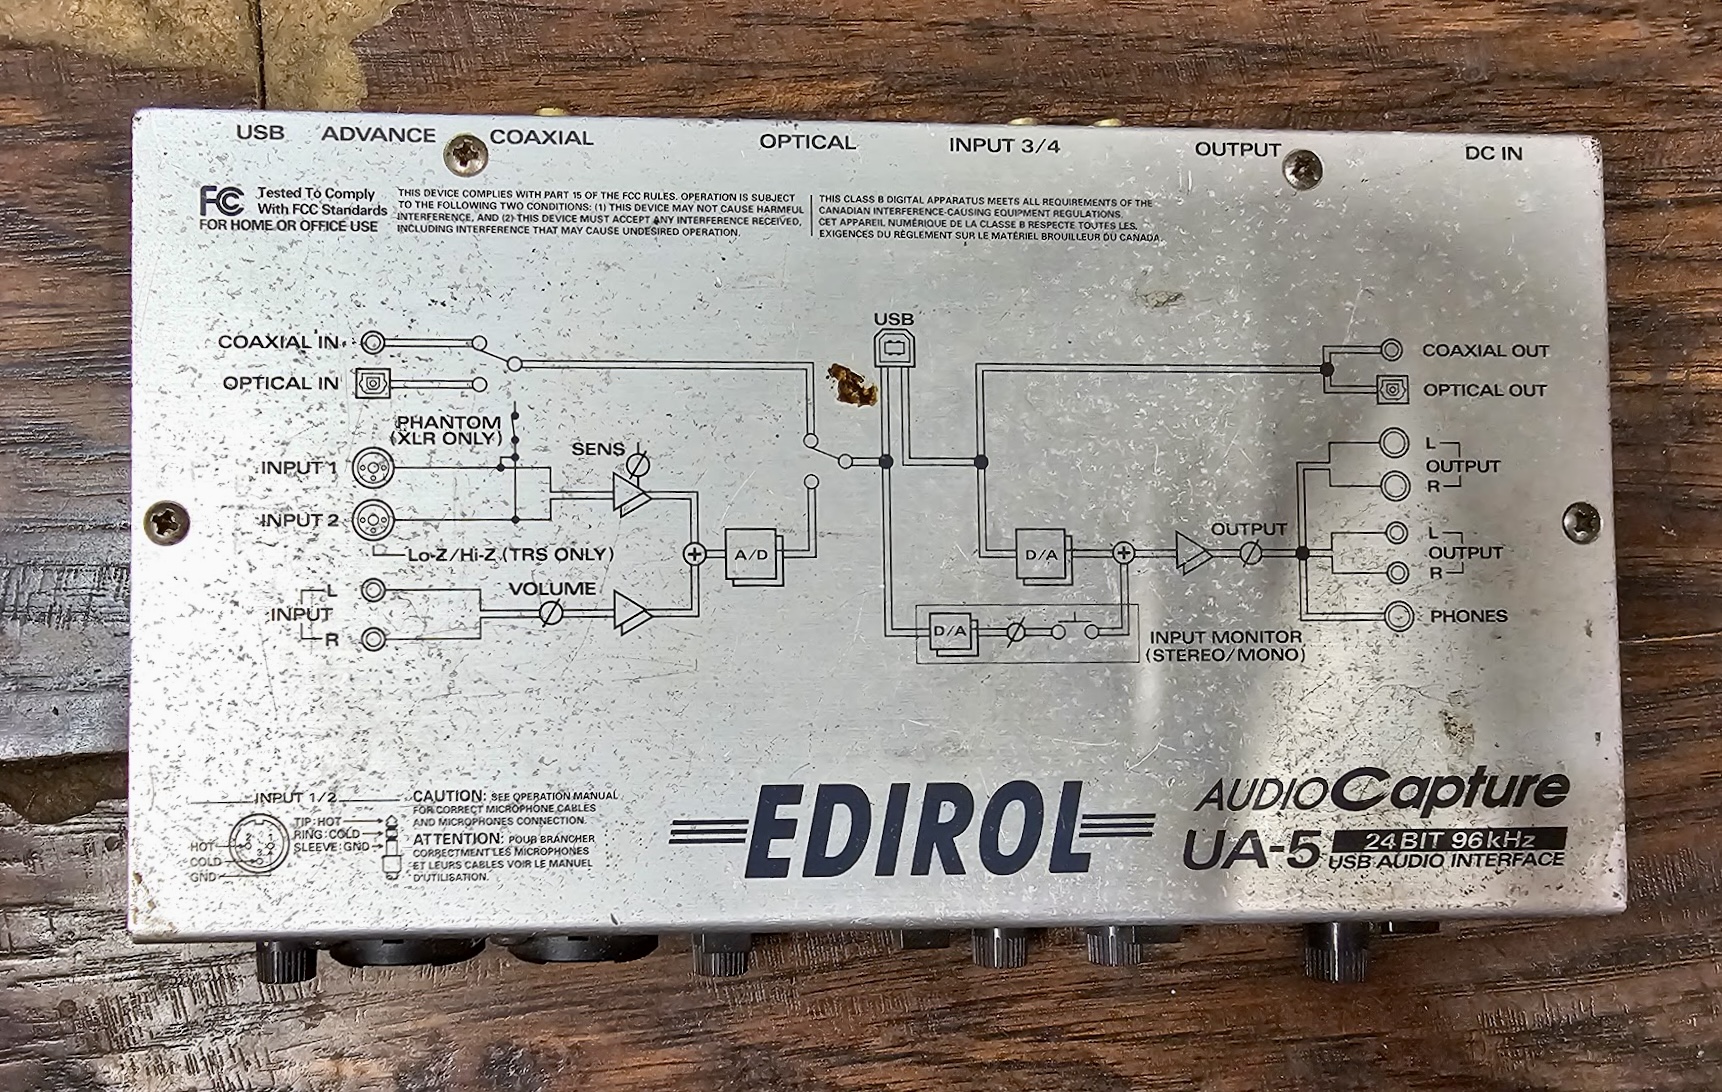 USB ADVANCE COAXIAL OPTICAL INPUT 3/4 OUTPUT DC IN
FC Tested To Comply
With FCC Standards
FOR HOME OR OFFICE USE
THIS DEVICE COMPLIES WITH PART 15 OF THE FCC RULES. OPERATION IS SUBJECT
TO THE FOLLOWING TWO CONDITIONS: (1) THIS DEVICE MAY NOT CAUSE HARMFUL
INTERFERENCE, AND (2) THIS DEVICE MUST ACCEPT ANY INTERFERENCE RECEIVED,
INCLUDING INTERFERENCE THAT MAY CAUSE UNDESIRED OPERATION.
THIS CLASS B DIGITAL APPARATUS MEETS ALL REQUIREMENTS OF THE
CANADIAN INTERFERENCE-CAUSING EQUIPMENT REGULATIONS.
CET APPAREIL NUMÉRIQUE DE LA CLASSE B RESPECTE TOUTES LES
EXIGENCES DU RÈGLEMENT SUR LE MATÉRIEL BROUILLEUR DU CANADA.
COAXIAL IN
OPTICAL IN
PHANTOM
(XLR ONLY)
INPUT 1
INPUT 2
Lo-Z/Hi-Z (TRS ONLY)
SENS
L
INPUT
R
VOLUME
A/D
USB
D/A
D/A
OUTPUT
INPUT MONITOR
(STEREO/MONO)
COAXIAL OUT
OPTICAL OUT
L
OUTPUT
R
L
OUTPUT
R
PHONES
INPUT 1/2
HOT
COLD
GND
2 1
3
TIP:HOT
RING:COLD
SLEEVE:GND
CAUTION: SEE OPERATION MANUAL
FOR CORRECT MICROPHONE CABLES
AND MICROPHONES CONNECTION.
ATTENTION: POUR BRANCHER
CORRECTMENT LES MICROPHONES
ET LEURS CABLES VOIR LE MANUEL
D'UTILISATION.
EDIROL
AUDIO Capture
UA-5 24BIT 96kHz
USB AUDIO INTERFACE